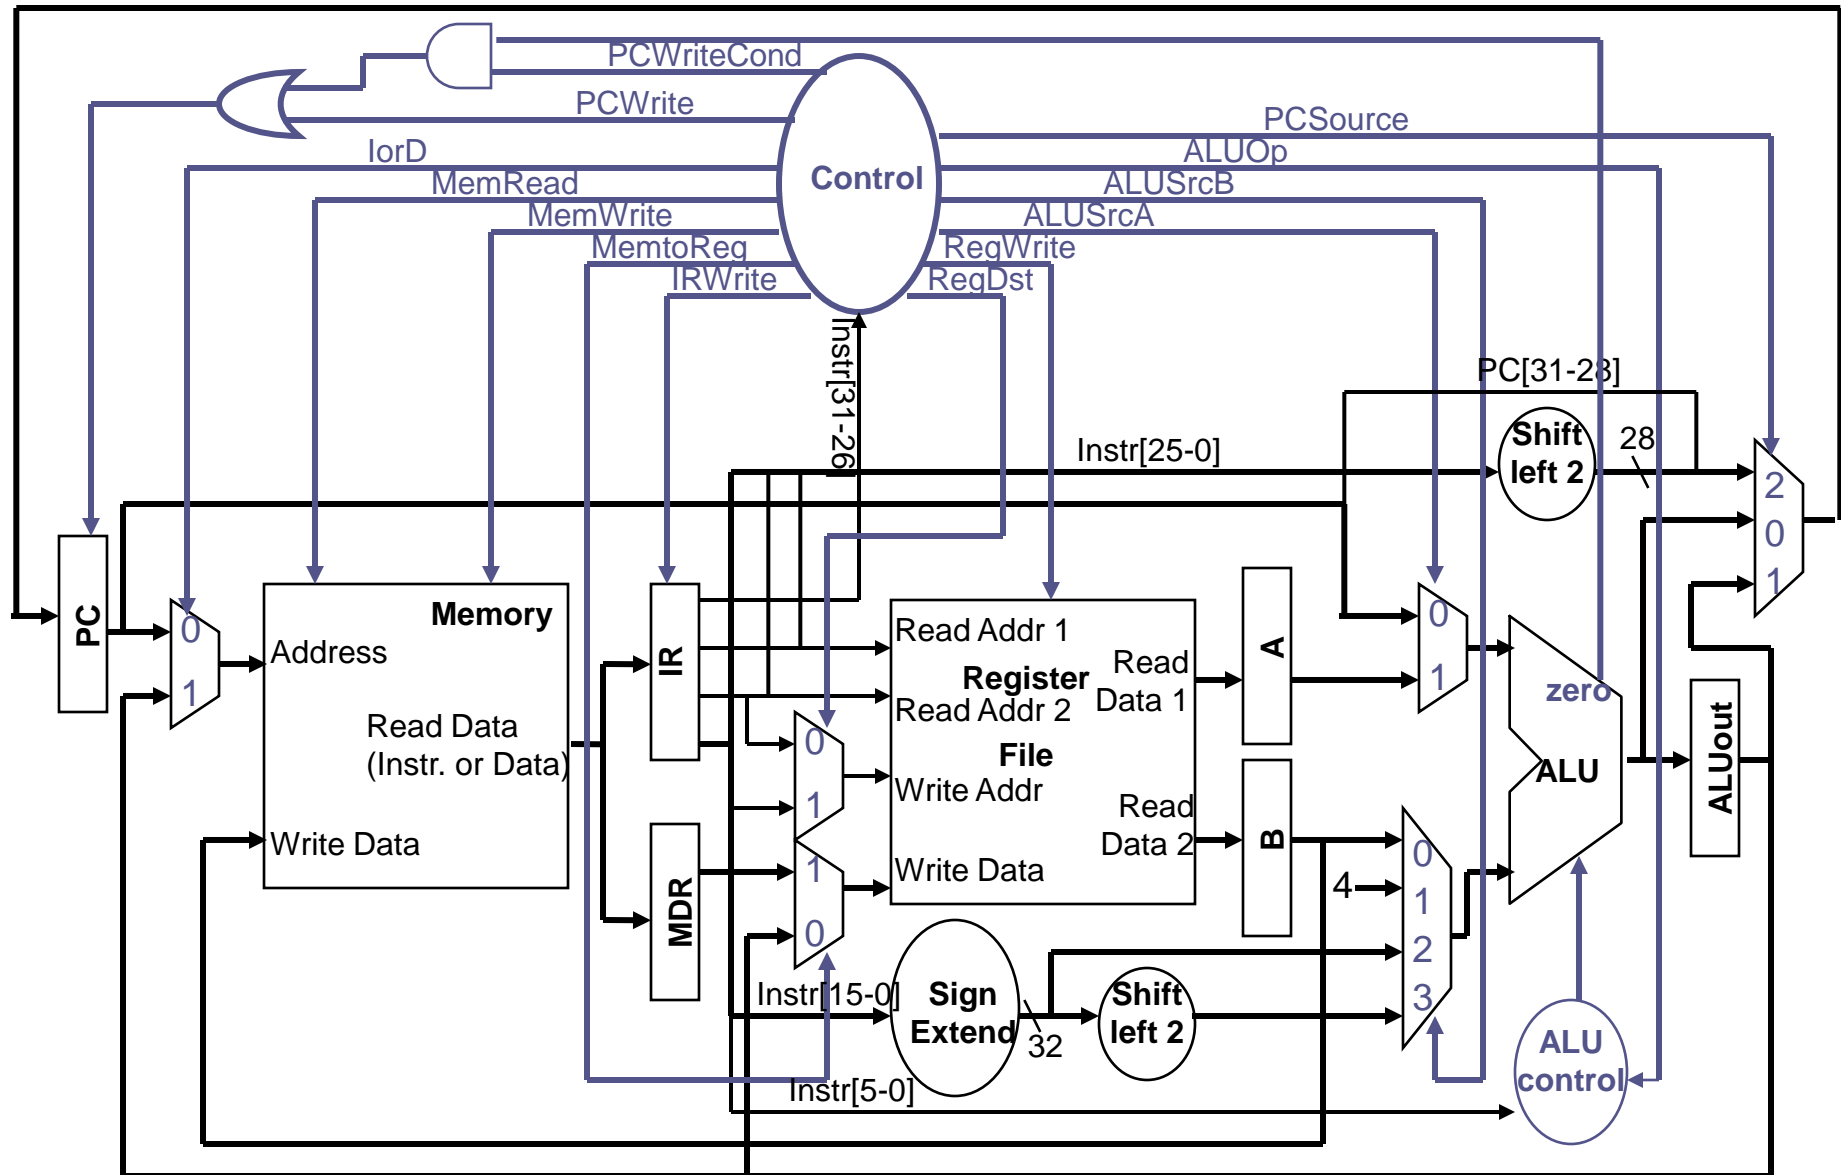 PCWriteCond
PCWrite
PCSource
IorD
ALUOp
Control
MemRead
ALUSrcB
MemWrite
ALUSrcA
MemtoReg
RegWrite
IRWrite
RegDst
Instr[31-26]
PC[31-28]
Instr[25-0]
Shift
left 2
28
2
0
1
PC
0
1
Memory
Address
Read Data
(Instr. or Data)
Write Data
IR
MDR
0
1
1
0
Read Addr 1
Register
Read Addr 2
File
Write Addr
Write Data
Read
Data 1
Read
Data 2
A
B
0
1
4
0
1
2
3
zero
ALU
ALUout
Instr[15-0]
Sign
Extend
32
Shift
left 2
ALU
control
Instr[5-0]